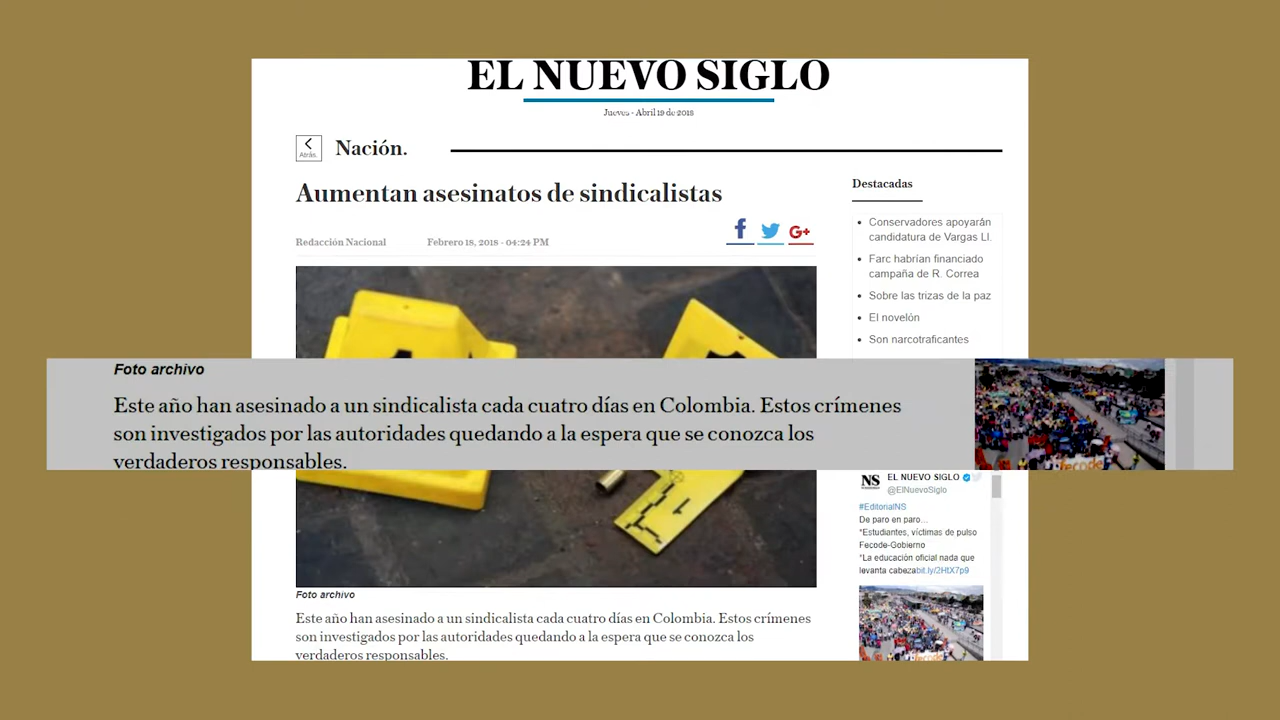 EL NUEVO SIGLO
Jueves - Abril 19 de 2018
Atrás.
Nación.
Aumentan asesinatos de sindicalistas
Redacción Nacional
Febrero 18, 2018 - 04:24 PM
Destacadas
Conservadores apoyarán
candidatura de Vargas Ll.
Farc habrían financiado
campaña de R. Correa
Sobre las trizas de la paz
El novelón
Son narcotraficantes
Foto archivo
Este año han asesinado a un sindicalista cada cuatro días en Colombia. Estos crímenes
son investigados por las autoridades quedando a la espera que se conozca los
verdaderos responsables.
fecode
NS
EL NUEVO SIGLO
@ElNuevoSiglo
#EditorialNS
De paro en paro...
*Estudiantes, víctimas de pulso
Fecode-Gobierno
*La educación oficial nada que
levanta cabezabit.ly/2HtX7p9
fecode
Foto archivo
Este año han asesinado a un sindicalista cada cuatro días en Colombia. Estos crímenes
son investigados por las autoridades quedando a la espera que se conozca los
verdaderos responsables.